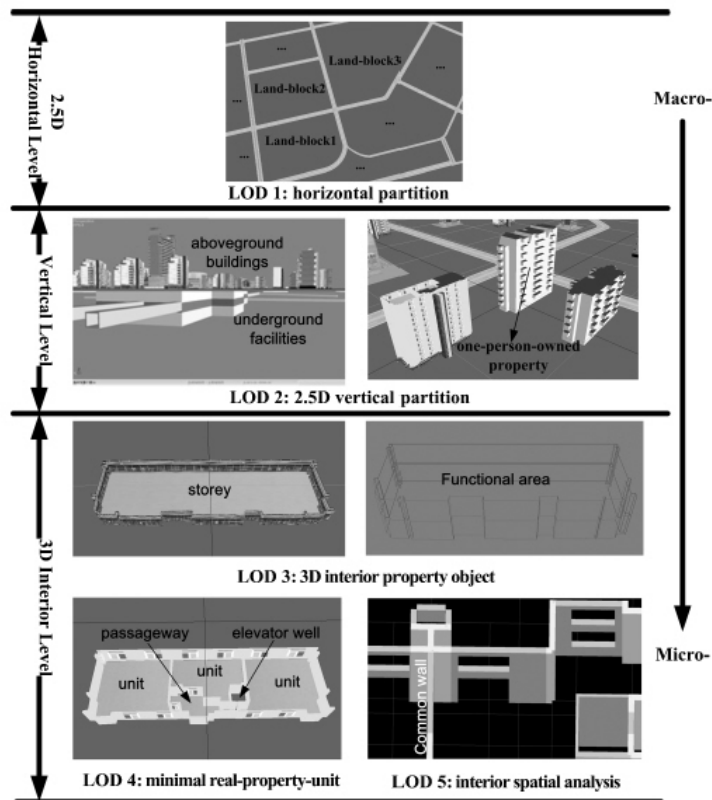 2.5D
Horizontal Level
...
Land-block3
...
Land-block2
...
...
Land-block1
...
...
LOD 1: horizontal partition
Macro-
Vertical Level
aboveground
buildings
underground
facilities
one-person-owned
property
LOD 2: 2.5D vertical partition
3D Interior Level
storey
Functional area
LOD 3: 3D interior property object
passageway
elevator well
unit
unit
unit
Common wall
Micro-
LOD 4: minimal real-property-unit
LOD 5: interior spatial analysis